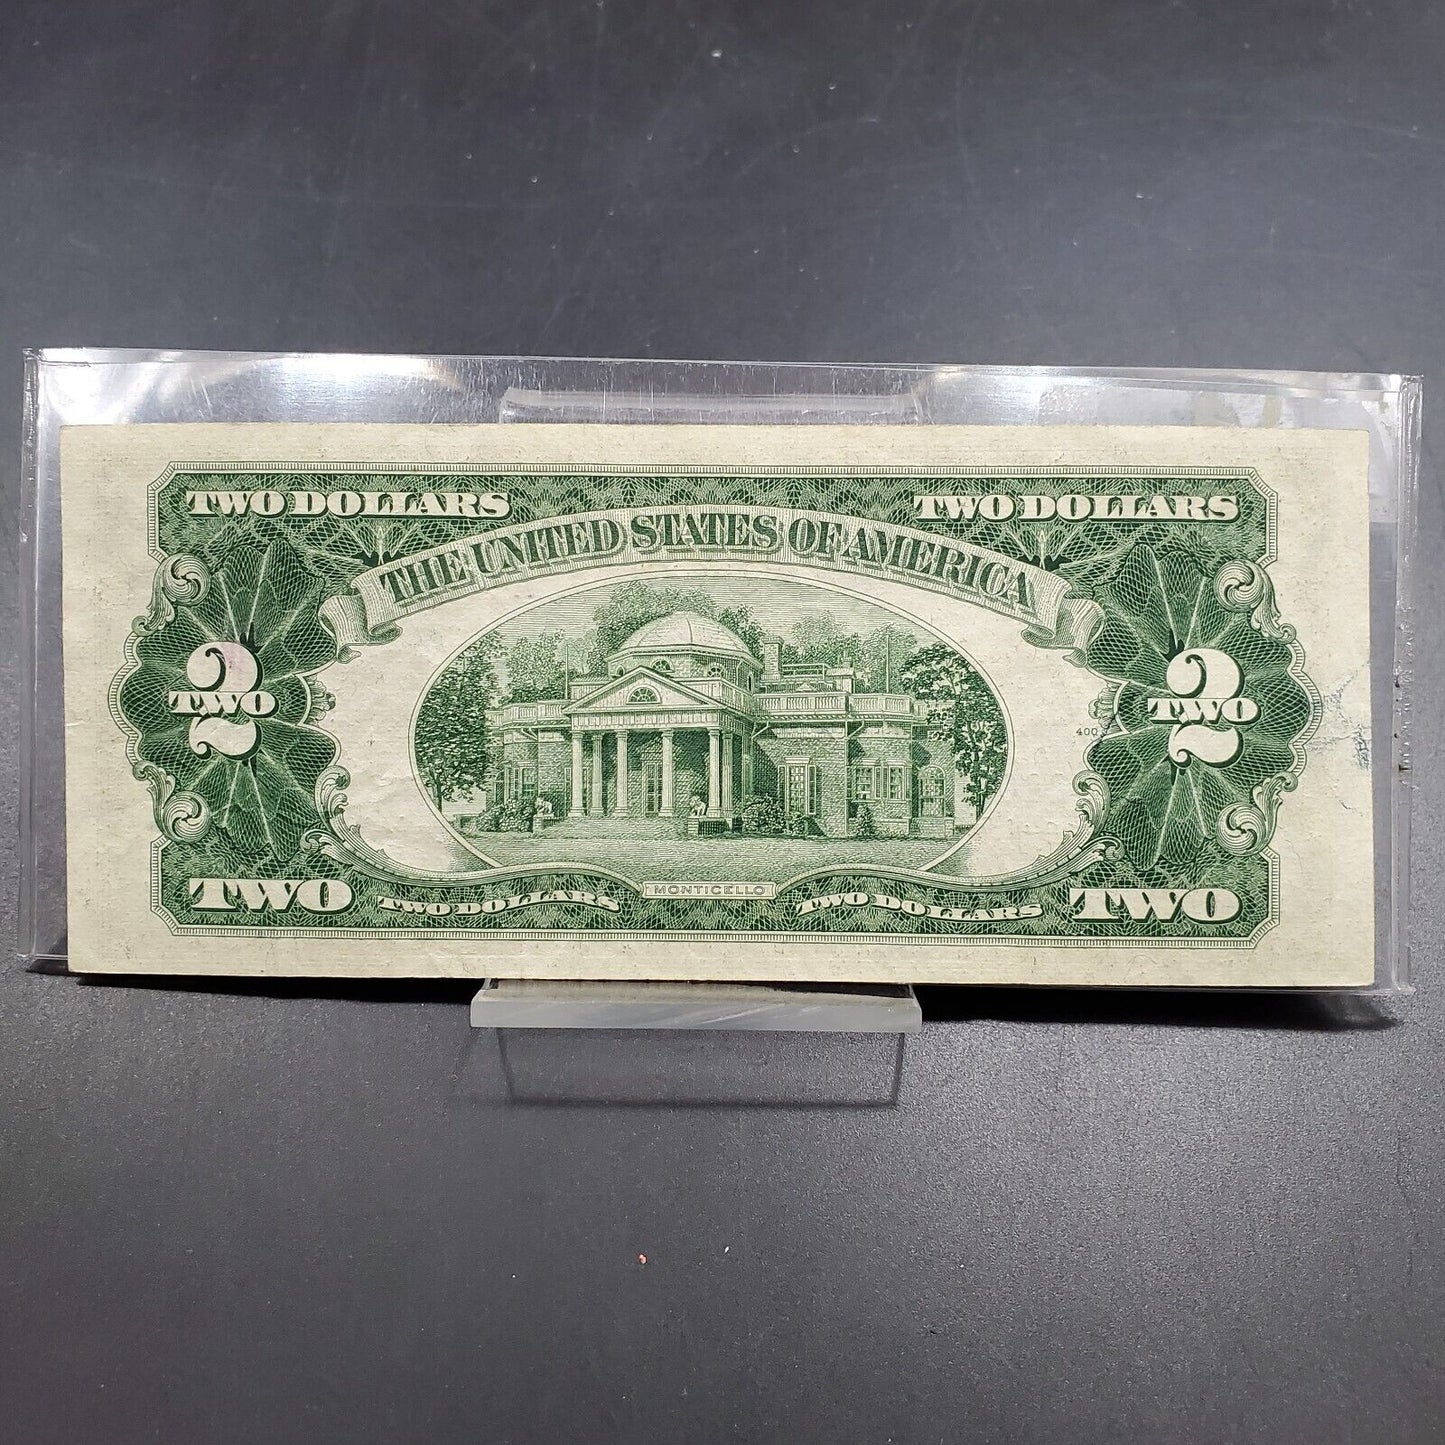 TWO DOLLARS TWO DOLLARS
THE UNITED STATES OF AMERICA
2 2
TWO TWO
400
MONTICELLO
TWO TWO DOLLARS TWO DOLLARS TWO